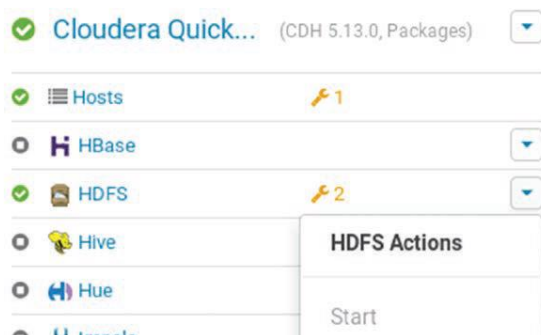 Cloudera Quick... (CDH 5.13.0, Packages)
Hosts 1
HBase
HDFS 2
Hive
HDFS Actions
Hue
Start